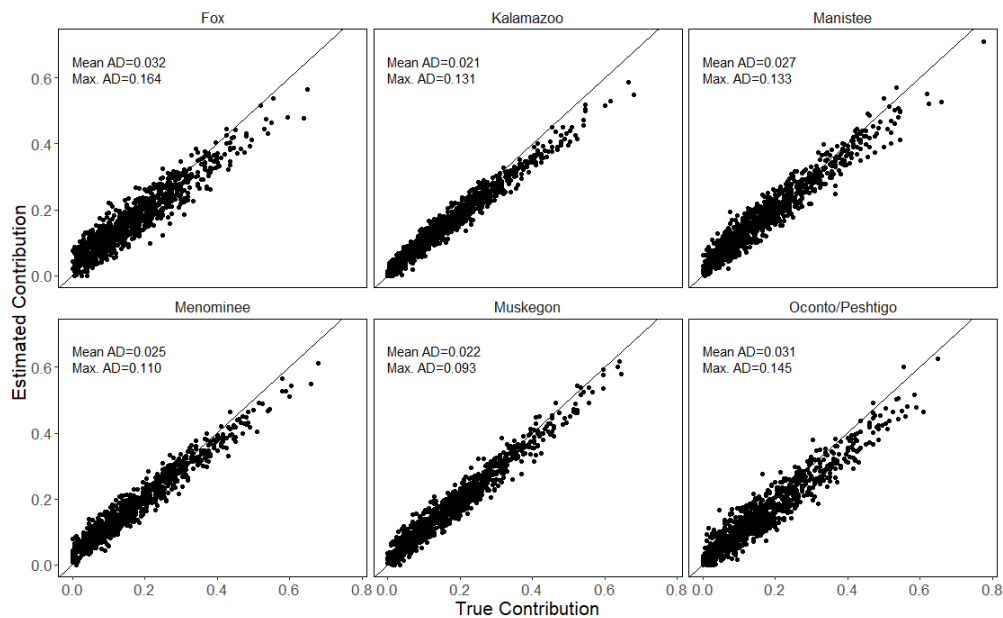 Fox
Kalamazoo
Manistee
Mean AD=0.032
Max. AD=0.164
Mean AD=0.021
Max. AD=0.131
Mean AD=0.027
Max. AD=0.133
0.6
0.4
0.2
0.0
Menominee
Muskegon
Oconto/Peshtigo
Mean AD=0.025
Max. AD=0.110
Mean AD=0.022
Max. AD=0.093
Mean AD=0.031
Max. AD=0.145
0.6
0.4
0.2
0.0
0.0 0.2 0.4 0.6 0.8
0.0 0.2 0.4 0.6 0.8
0.0 0.2 0.4 0.6 0.8
Estimated Contribution
True Contribution